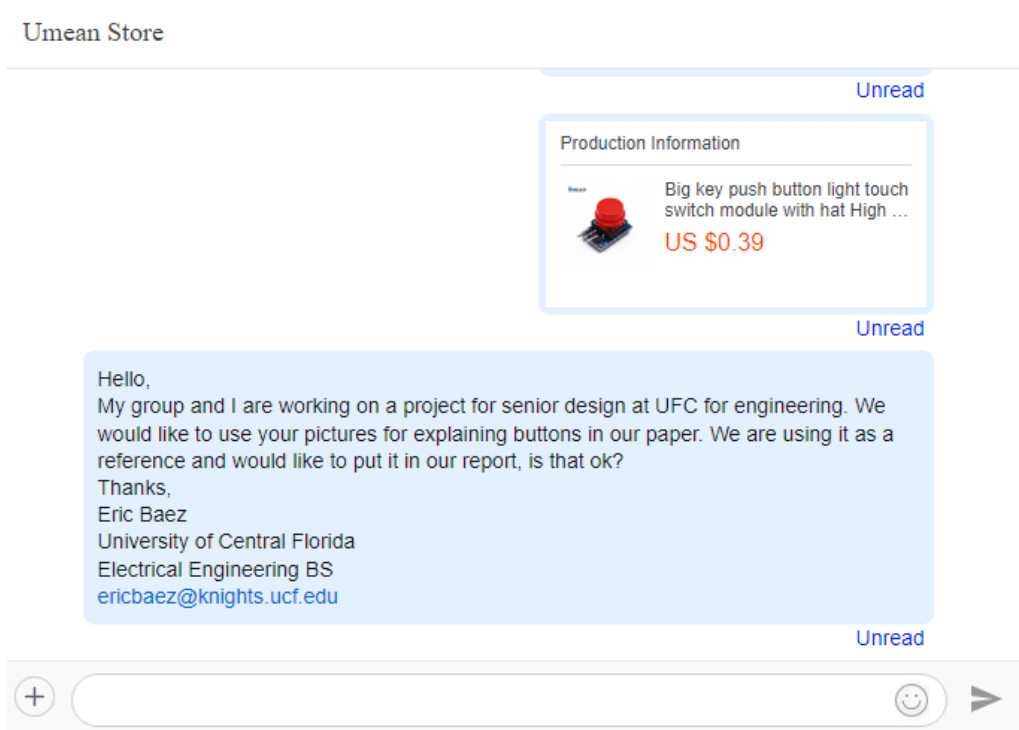 Umean Store
Unread
Production Information
Big key push button light touch
switch module with hat High ...
US $0.39
Unread
Hello,
My group and I are working on a project for senior design at UFC for engineering. We
would like to use your pictures for explaining buttons in our paper. We are using it as a
reference and would like to put it in our report, is that ok?
Thanks,
Eric Baez
University of Central Florida
Electrical Engineering BS
ericbaez@knights.ucf.edu
Unread